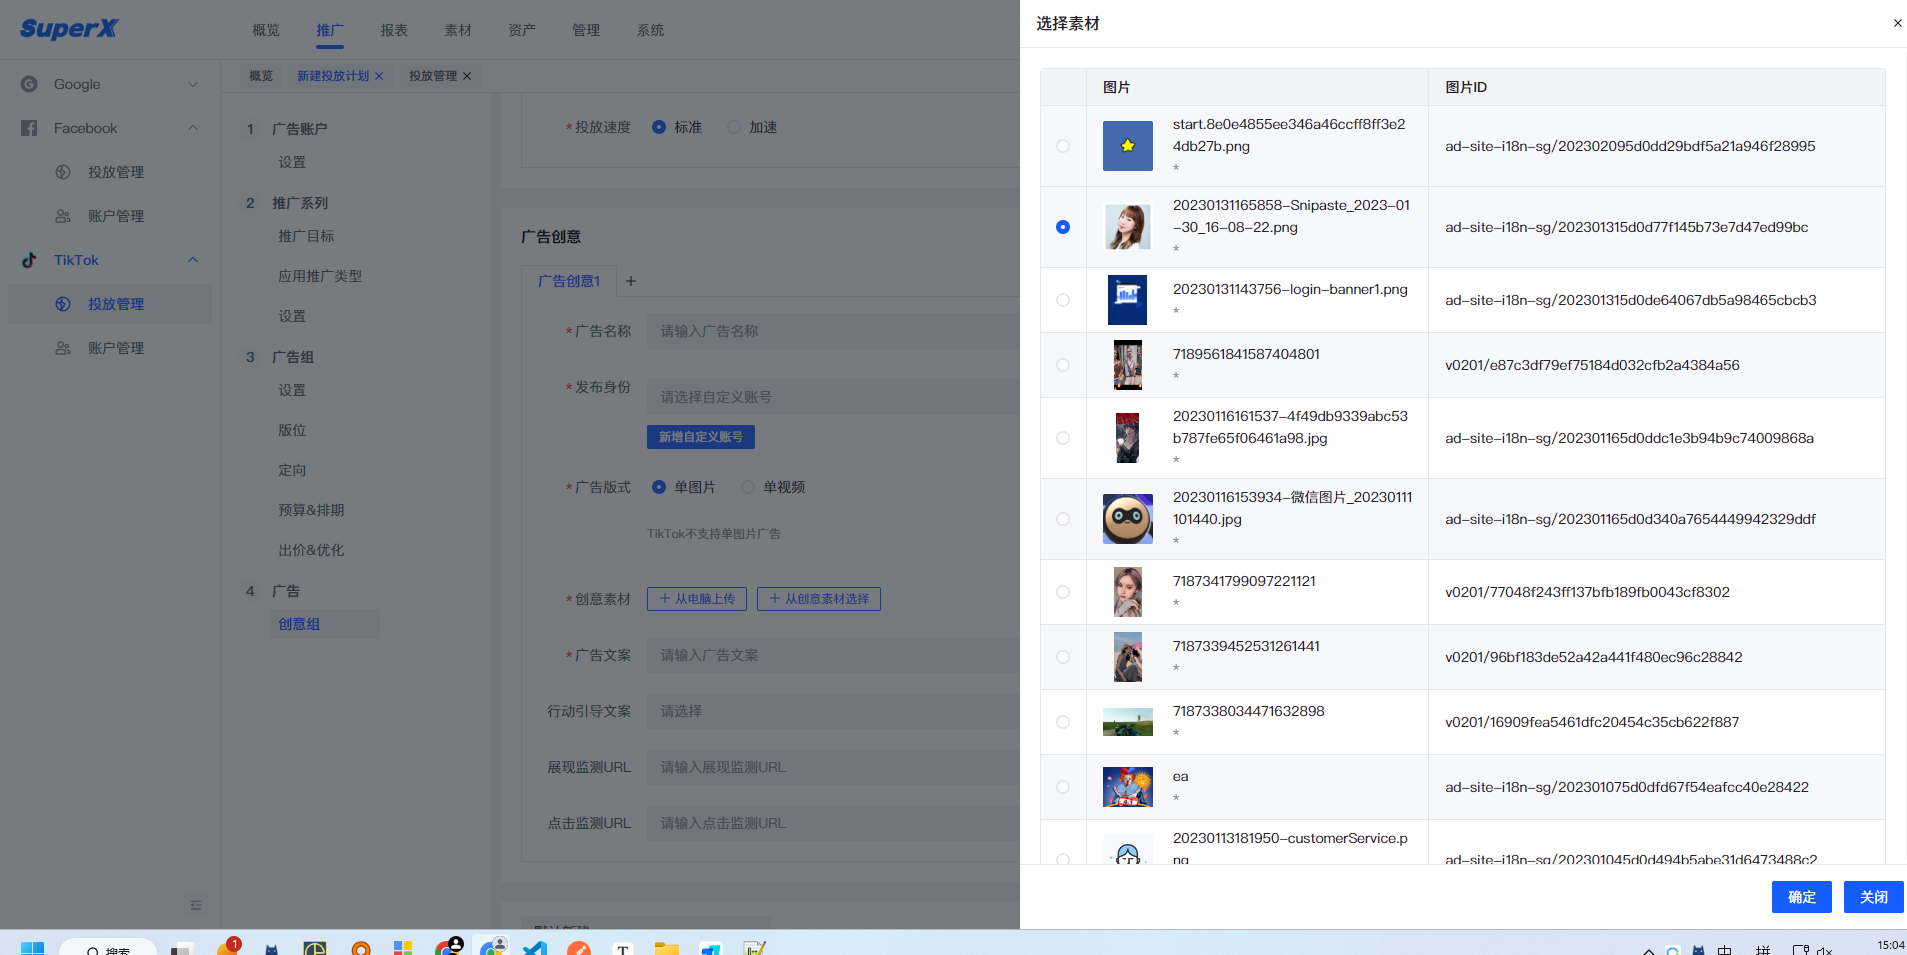 SuperX
概览
推广
报表
素材
资产
管理
系统
Google
Facebook
投放管理
账户管理
TikTok
投放管理
账户管理
概览
新建投放计划 ×
投放管理 ×
1 广告账户
设置
2 推广系列
推广目标
应用推广类型
设置
3 广告组
设置
版位
定向
预算&排期
出价&优化
4 广告
创意组
*投放速度 标准 加速
广告创意
广告创意1 +
*广告名称 请输入广告名称
*发布身份 请选择自定义账号
新增自定义账号
*广告版式 单图片 单视频
TikTok不支持单图片广告
*创意素材 + 从电脑上传 + 从创意素材选择
*广告文案 请输入广告文案
行动引导文案 请选择
展现监测URL 请输入展现监测URL
点击监测URL 请输入点击监测URL
选择素材 ×
图片 图片ID
start.8e0e4855ee346a46ccff8ff3e2
4db27b.png
*
ad-site-i18n-sg/202302095d0dd29bdf5a21a946f28995
20230131165858-Snipaste_2023-01
-30_16-08-22.png
*
ad-site-i18n-sg/202301315d0d77f145b73e7d47ed99bc
20230131143756-login-banner1.png
*
ad-site-i18n-sg/202301315d0de64067db5a98465cbcb3
7189561841587404801
*
v0201/e87c3df79ef75184d032cfb2a4384a56
20230116161537-4f49db9339abc53
b787fe65f06461a98.jpg
*
ad-site-i18n-sg/202301165d0ddc1e3b94b9c74009868a
20230116153934-微信图片_20230111
101440.jpg
*
ad-site-i18n-sg/202301165d0d340a7654449942329ddf
7187341799097221121
*
v0201/77048f243ff137bfb189fb0043cf8302
7187339452531261441
*
v0201/96bf183de52a42a441f480ec96c28842
7187338034471632898
*
v0201/16909fea5461dfc20454c35cb622f887
ea
*
ad-site-i18n-sg/202301075d0dfd67f54eafcc40e28422
20230113181950-customerService.p
ng
ad-site-i18n-sg/202301045d0d494b5abe31d6473488c2
确定
关闭
搜索
1
T
中
拼
15:04